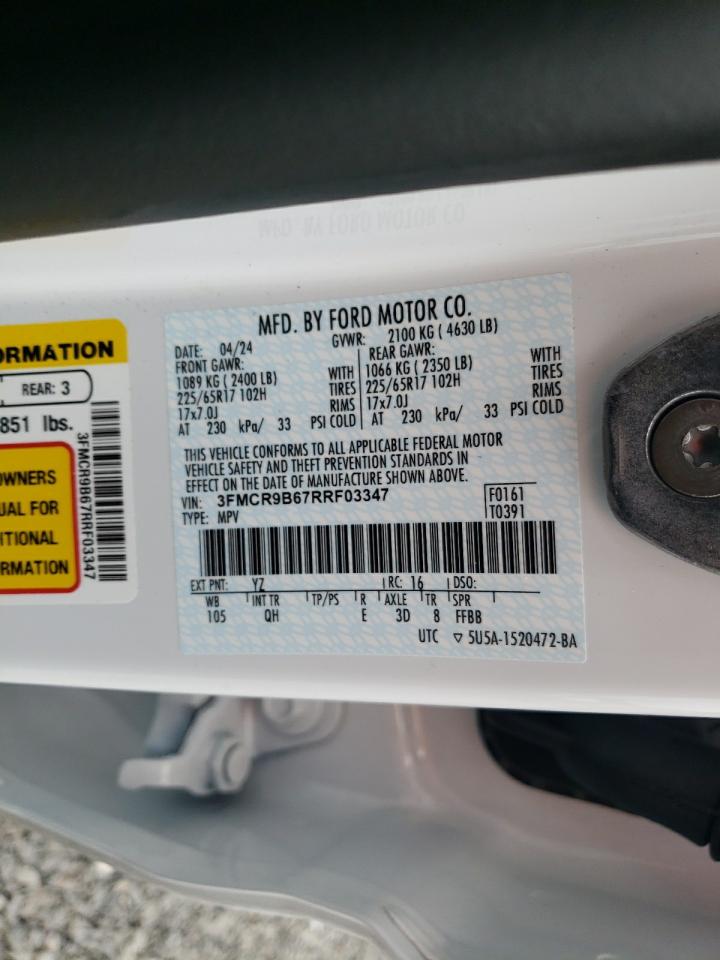 MFD. BY FORD MOTOR CO.
DATE: 04/24 GVWR: 2100 KG ( 4630 LB)
FRONT GAWR: REAR GAWR:
1089 KG ( 2400 LB) WITH 1066 KG ( 2350 LB) WITH
225/65R17 102H TIRES 225/65R17 102H TIRES
17x7.0J RIMS 17x7.0J RIMS
AT 230 kPa/ 33 PSI COLD AT 230 kPa/ 33 PSI COLD
THIS VEHICLE CONFORMS TO ALL APPLICABLE FEDERAL MOTOR
VEHICLE SAFETY AND THEFT PREVENTION STANDARDS IN
EFFECT ON THE DATE OF MANUFACTURE SHOWN ABOVE.
VIN: 3FMCR9B67RRF03347 F0161
TYPE: MPV T0391
EXT PNT: YZ RC: 16 DSO:
WB INT TR TP/PS R AXLE TR SPR
105 QH E 3D 8 FFBB
UTC ▽ 5U5A-1520472-BA
ORMATION
REAR: 3
851 lbs.
OWNERS
UAL FOR
ITIONAL
ORMATION
3FMCR9B67RRF03347